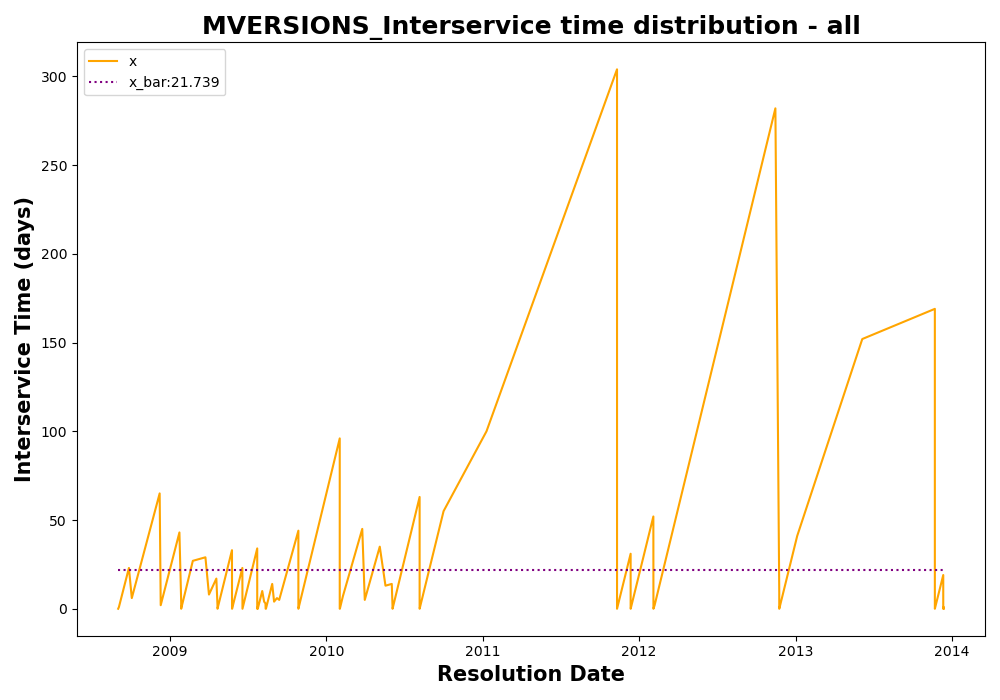 MVERSIONS_Interservice time distribution - all
x
x_bar:21.739
Interservice Time (days)
300
250
200
150
100
50
0
2009
2010
2011
2012
2013
2014
Resolution Date